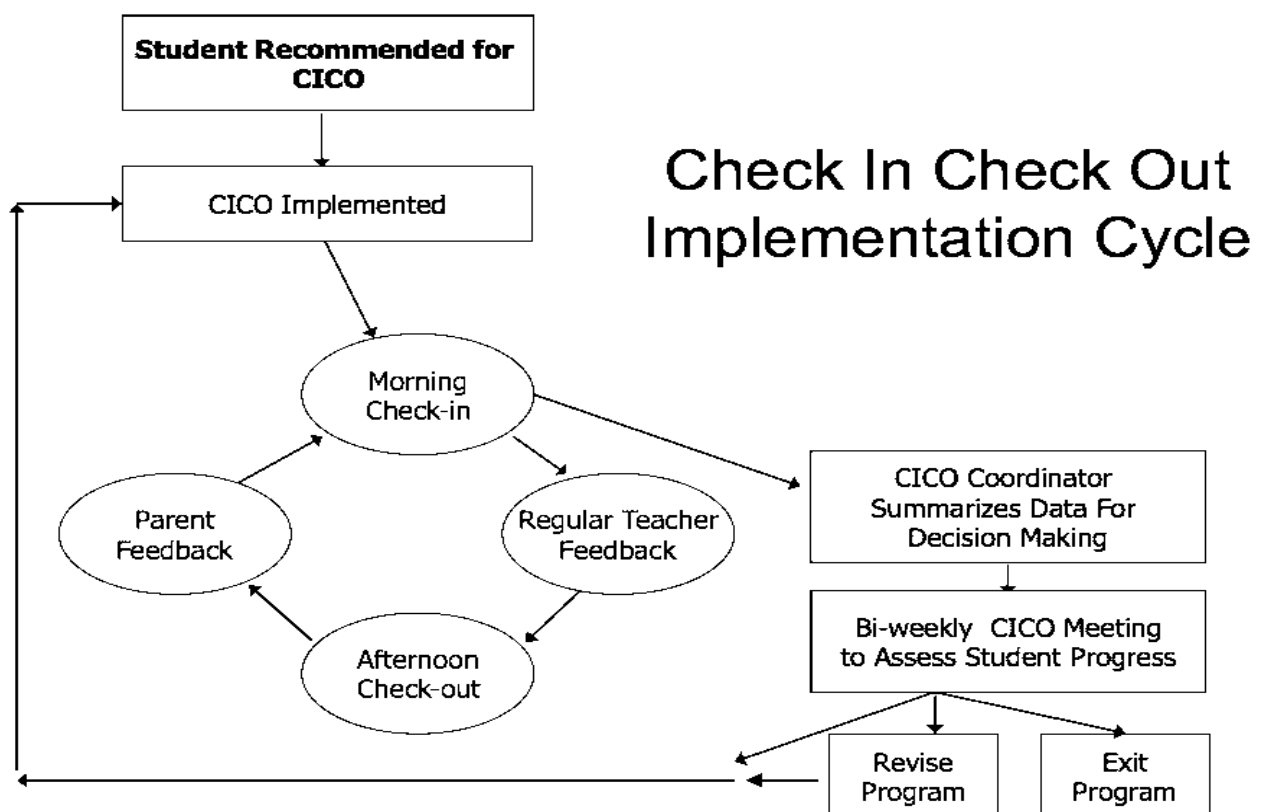 Student Recommended for
CICO
Check In Check Out
Implementation Cycle
CICO Implemented
Morning
Check-in
Parent
Feedback
Regular Teacher
Feedback
Afternoon
Check-out
CICO Coordinator
Summarizes Data For
Decision Making
Bi-weekly CICO Meeting
to Assess Student Progress
Revise
Program
Exit
Program